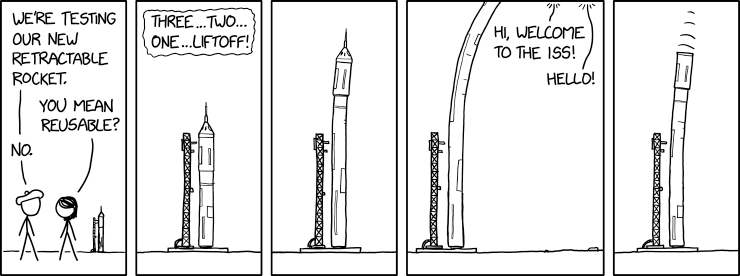 WE'RE TESTING
OUR NEW
RETRACTABLE
ROCKET.
YOU MEAN
REUSABLE?
NO.
THREE...TWO...
ONE...LIFTOFF!
HI, WELCOME
TO THE ISS!
HELLO!